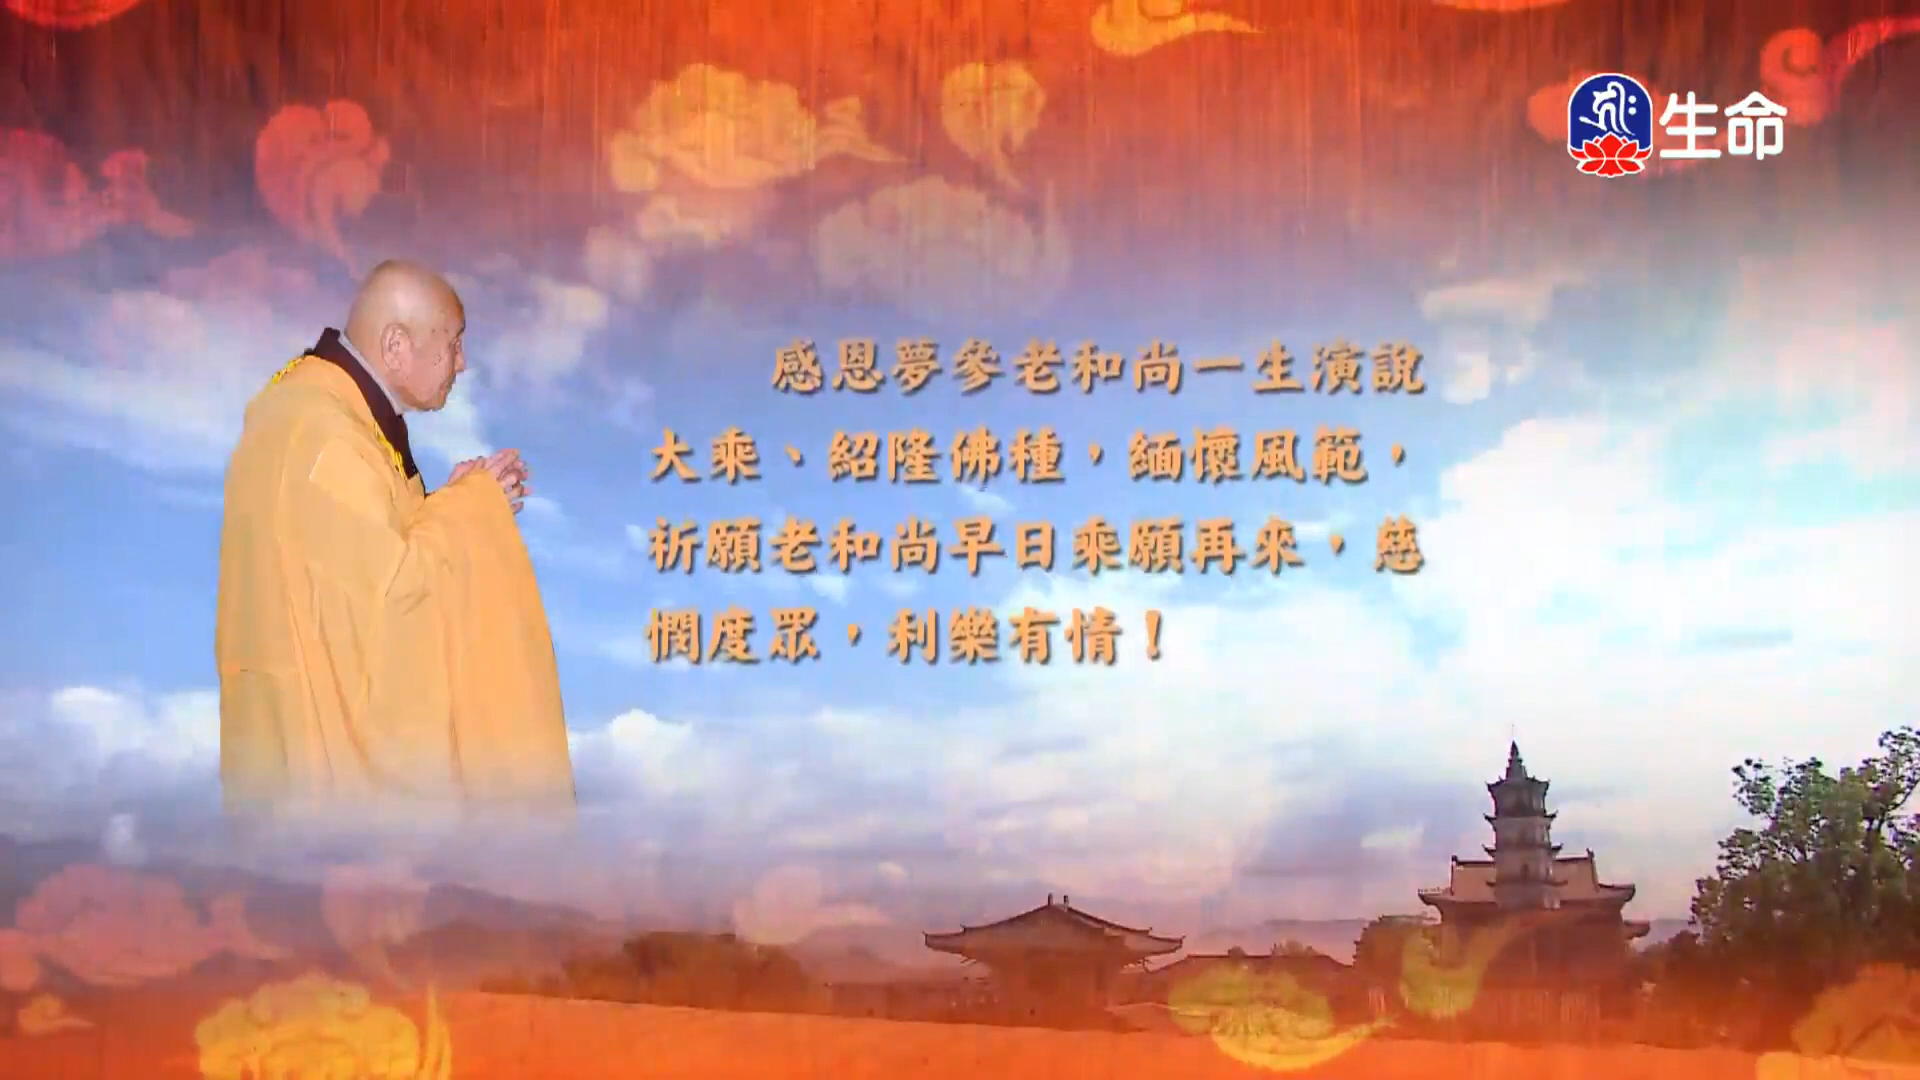 生命
感恩夢參老和尚一生演說
大乘、紹隆佛種，緬懷風範，
祈願老和尚早日乘願再來，慈
憫度眾，利樂有情！